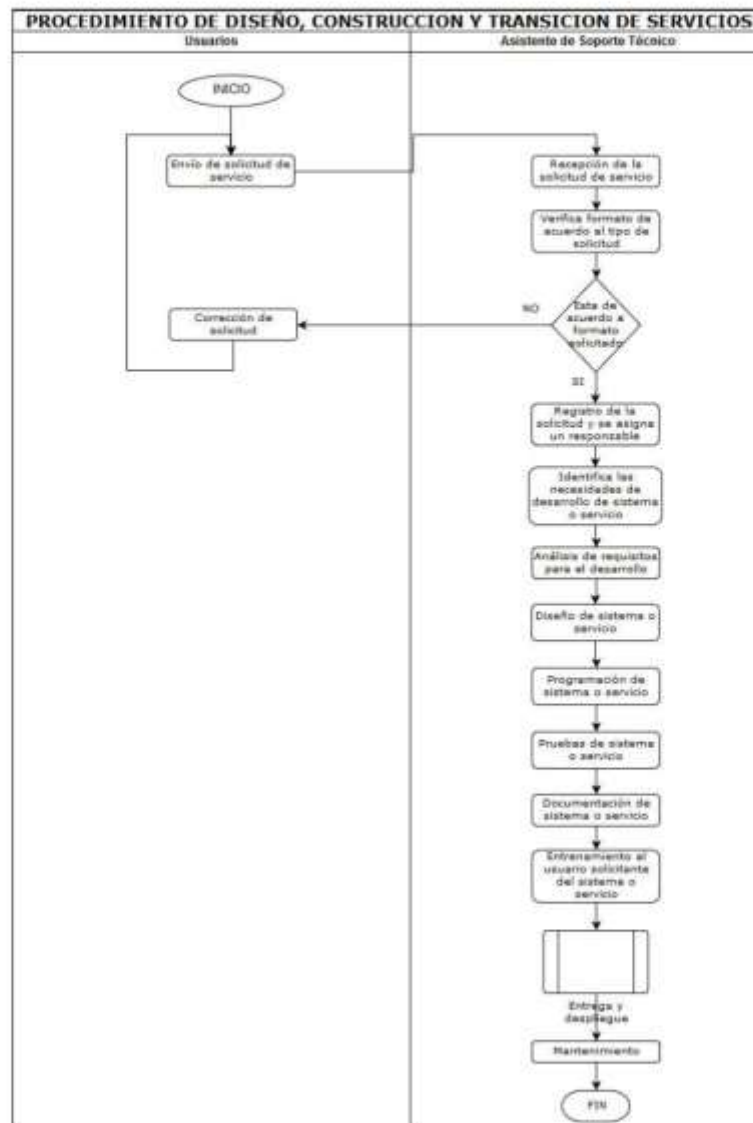 PROCEDIMIENTO DE DISEÑO, CONSTRUCCION Y TRANSICION DE SERVICIOS
Usuarios
Asistente de Soporte Técnico
INICIO
Envío de solicitud de
servicio
Recepción de la
solicitud de servicio
Verifica formato de
acuerdo al tipo de
solicitud
Este de
acuerdo a
formato
solicitado
NO
Corrección de
solicitud
SI
Registro de la
solicitud y se asigna
un responzable
Identifica las
necesidades de
desarrollo de sistema
o servicio
Análisis de requisitos
para el desarrollo
Diseño de sistema o
servicio
Programación de
sistema o servicio
Pruebas de sistema
o servicio
Documentación de
sistema o servicio
Entrenamiento al
usuario solicitante
del sistema o
servicio
Entrega y
despliegue
Mantenimiento
FIN